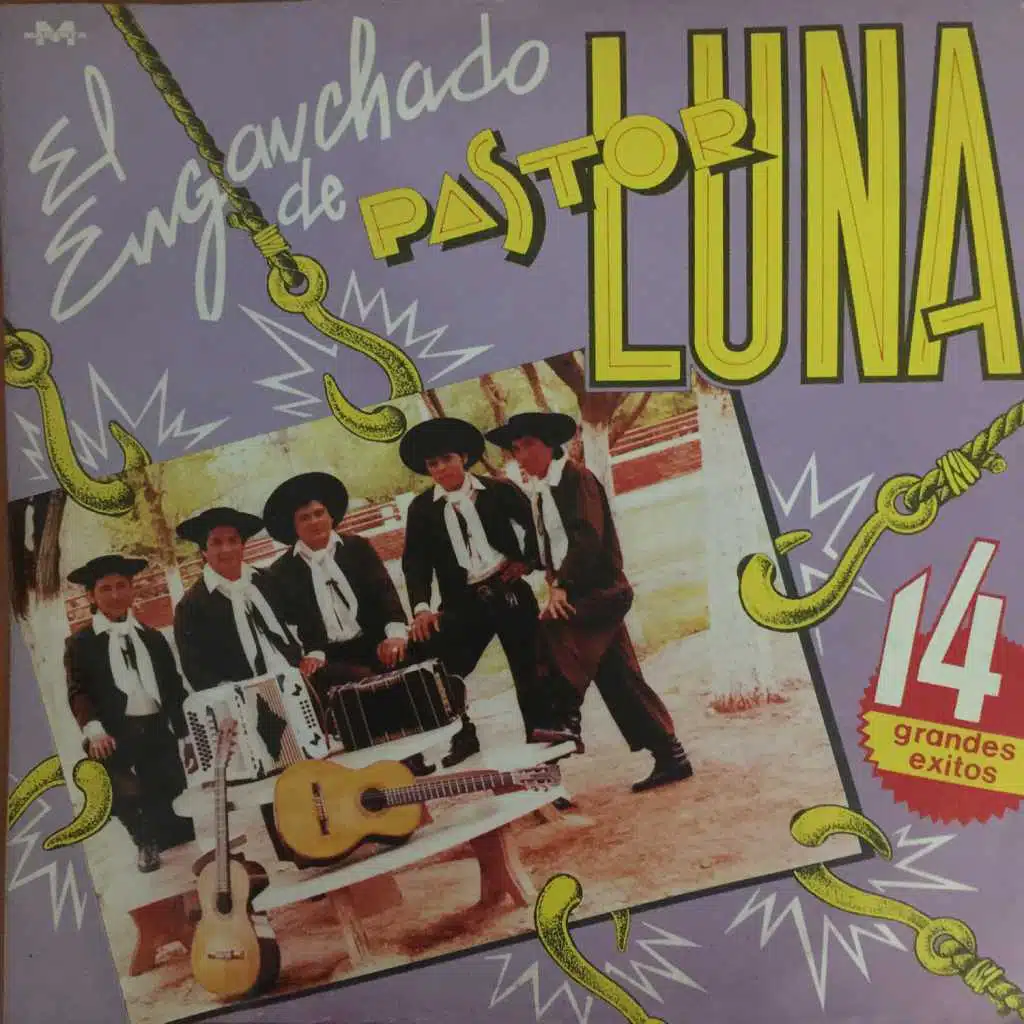 M
El
Enganchado
de
PASTOR
LUNA
14
grandes
exitos